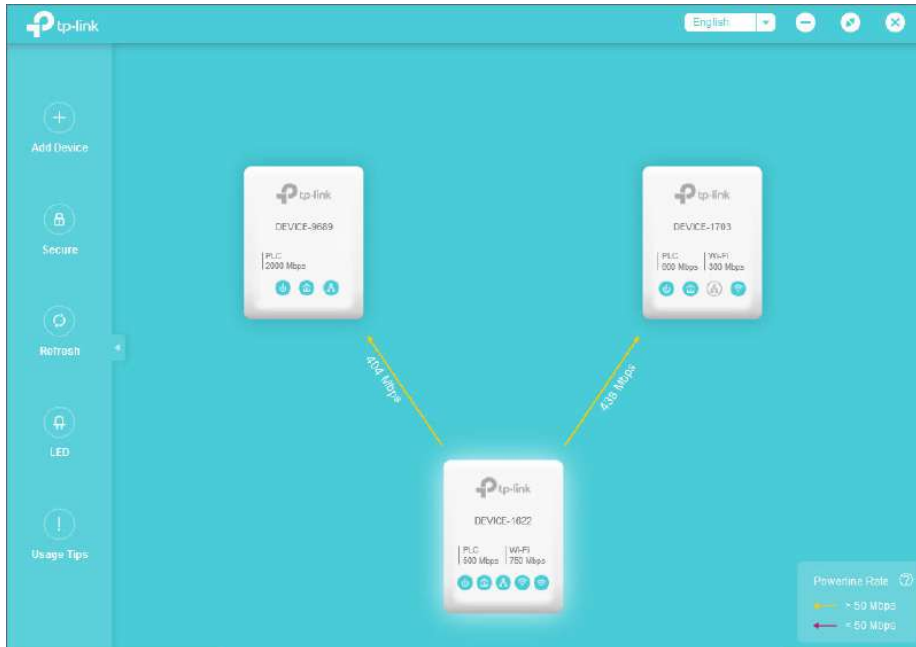 tp-link
English
Add Device
Secure
Refresh
LED
Usage Tips
tp-link
DEVICE-9689
PLC
2000 Mbps
tp-link
DEVICE-1703
PLC Wi-Fi
600 Mbps 300 Mbps
404 Mbps
438 Mbps
tp-link
DEVICE-1622
PLC Wi-Fi
500 Mbps 750 Mbps
Powerline Rate
> 50 Mbps
< 50 Mbps